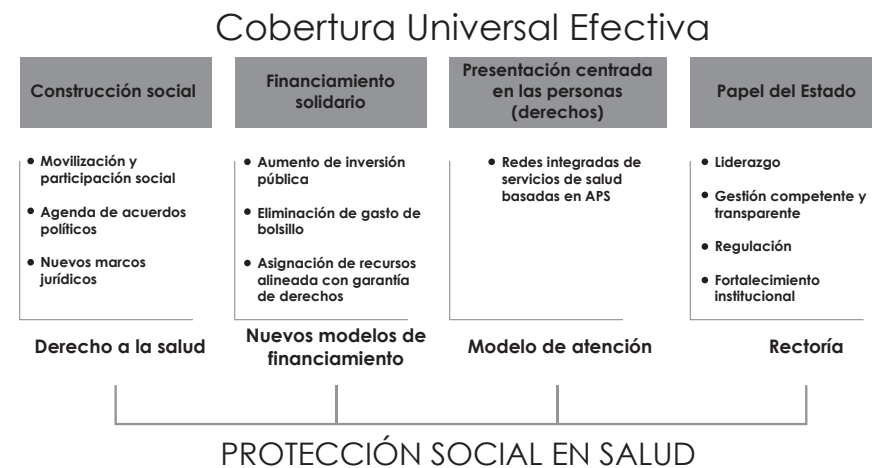 Cobertura Universal Efectiva
Construcción social
Financiamiento
solidario
Presentación centrada
en las personas
(derechos)
Papel del Estado
• Movilización y
participación social
• Agenda de acuerdos
políticos
• Nuevos marcos
jurídicos
• Aumento de inversión
pública
• Eliminación de gasto de
bolsillo
• Asignación de recursos
alineada con garantía
de derechos
• Redes integradas de
servicios de salud
basadas en APS
• Liderazgo
• Gestión competente y
transparente
• Regulación
• Fortalecimiento
institucional
Derecho a la salud
Nuevos modelos de
financiamiento
Modelo de atención
Rectoría
PROTECCIÓN SOCIAL EN SALUD